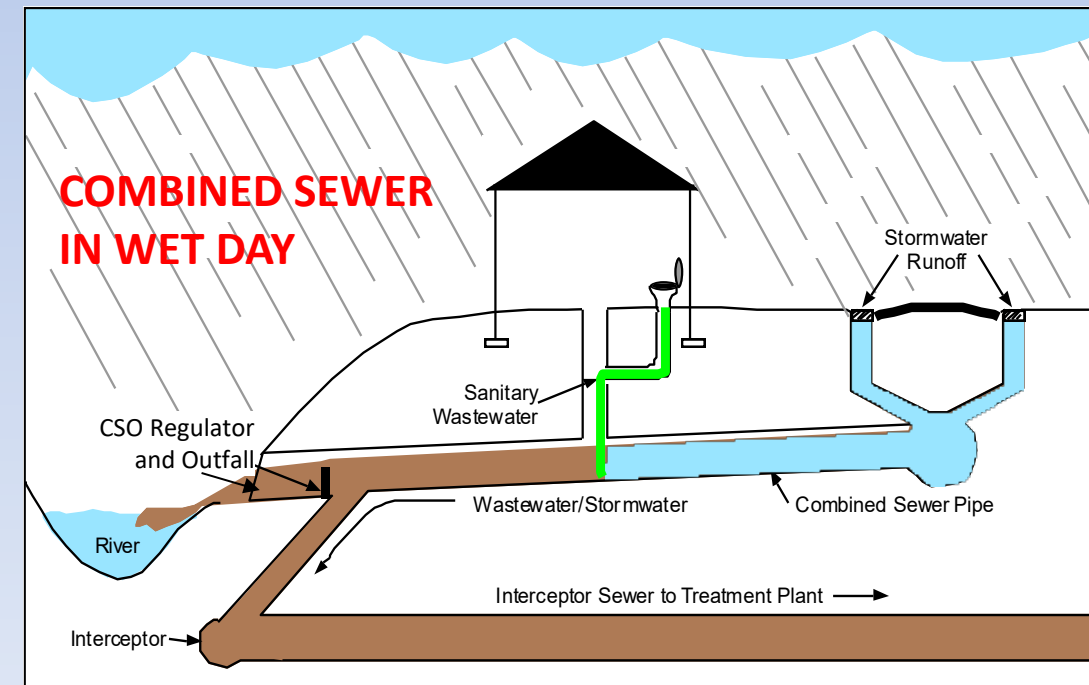 COMBINED SEWER
IN WET DAY
Stormwater
Runoff
Sanitary
Wastewater
CSO Regulator
and Outfall
Wastewater/Stormwater
Combined Sewer Pipe
River
Interceptor Sewer to Treatment Plant
Interceptor